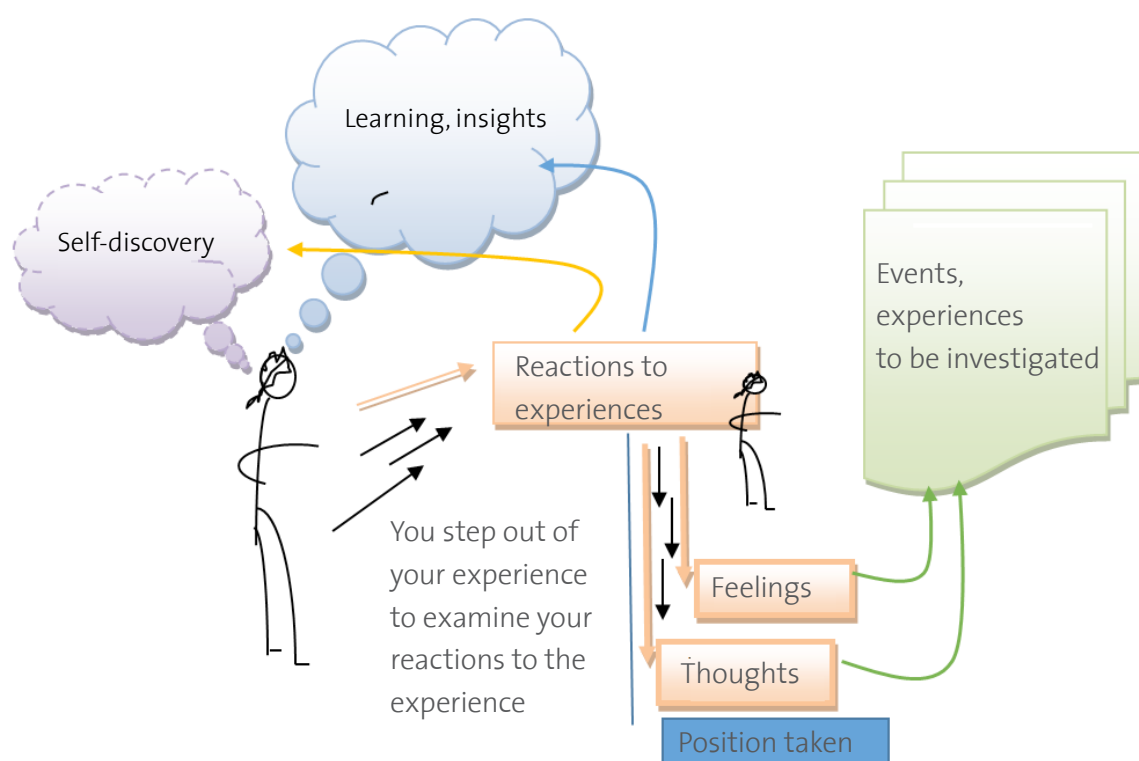 Learning, insights
Self-discovery
Events,
experiences
to be investigated
Reactions to
experiences
You step out of
your experience
to examine your
reactions to the
experience
Feelings
Thoughts
Position taken